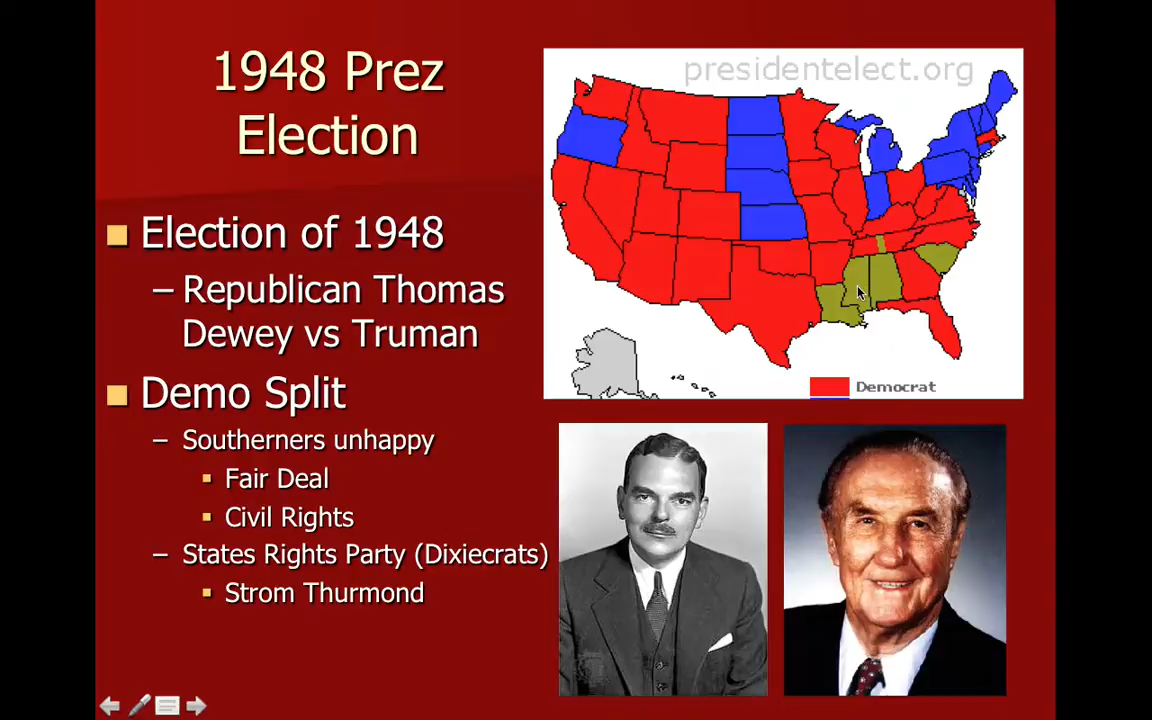 1948 Prez
Election
Election of 1948
– Republican Thomas
Dewey vs Truman
Demo Split
– Southerners unhappy
Fair Deal
Civil Rights
– States Rights Party (Dixiecrats)
Strom Thurmond
presidentelect.org
Democrat